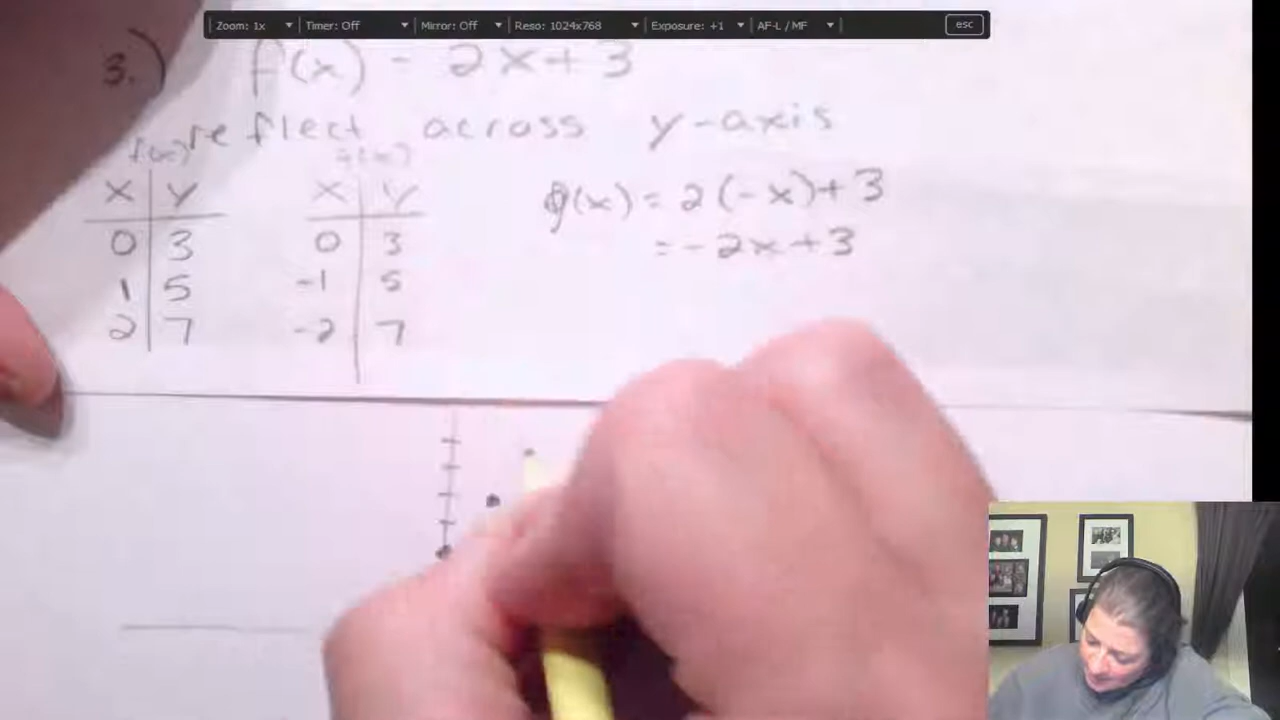 Zoom: 1x Timer: Off Mirror: Off Reso: 1024x768 Exposure: +1 AF-L / MF esc
3.) f(x) = 2x+3
reflect across y-axis
f(x)
x y
0 3
1 5
2 7
x y
0 3
-1 5
-2 7
g(x) = 2(-x)+3
= -2x+3